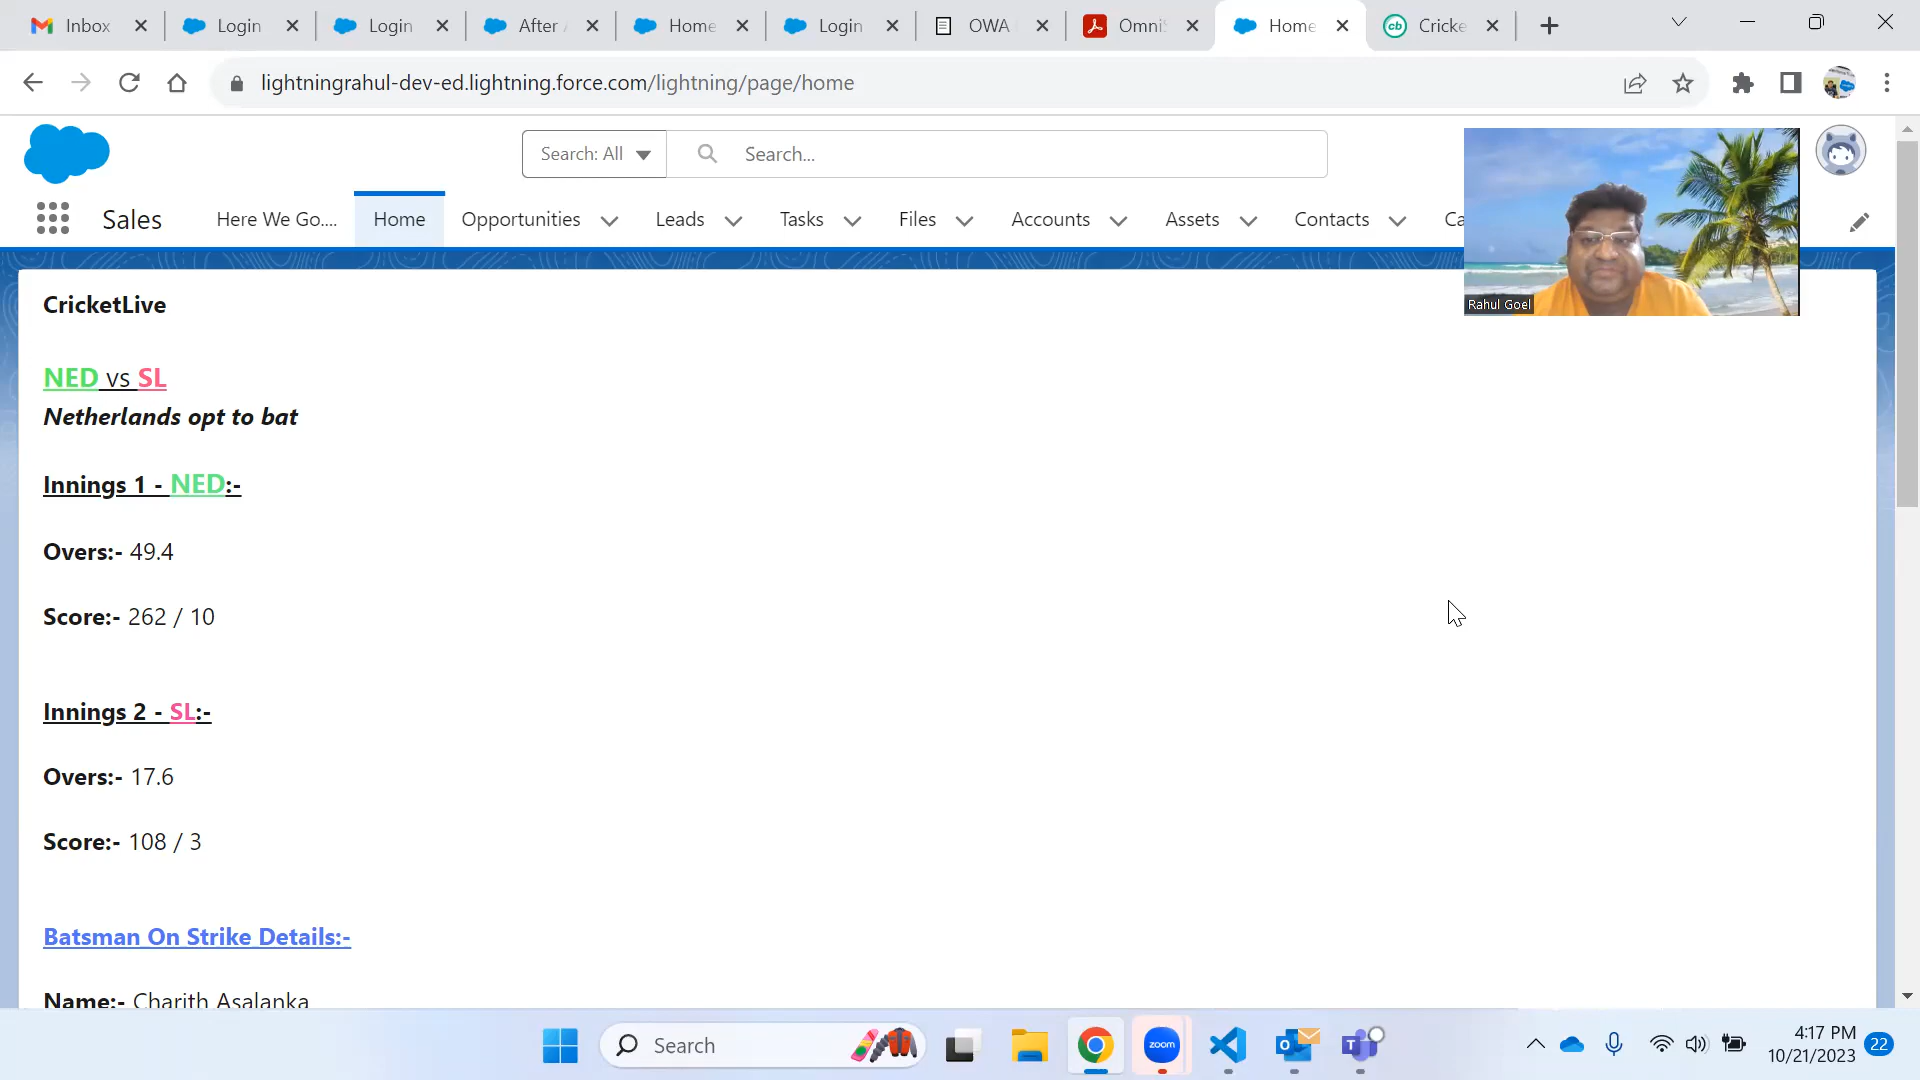 Inbox
Login
Login
After
Home
Login
OWA
Omni
Home
Cricke
lightningrahul-dev-ed.lightning.force.com/lightning/page/home
Search: All
Search...
Sales
Here We Go....
Home
Opportunities
Leads
Tasks
Files
Accounts
Assets
Contacts
Ca
Rahul Goel
CricketLive
NED vs SL
Netherlands opt to bat
Innings 1 - NED:-
Overs:- 49.4
Score:- 262 / 10
Innings 2 - SL:-
Overs:- 17.6
Score:- 108 / 3
Batsman On Strike Details:-
Name:- Charith Asalanka
Search
zoom
4:17 PM
10/21/2023
22